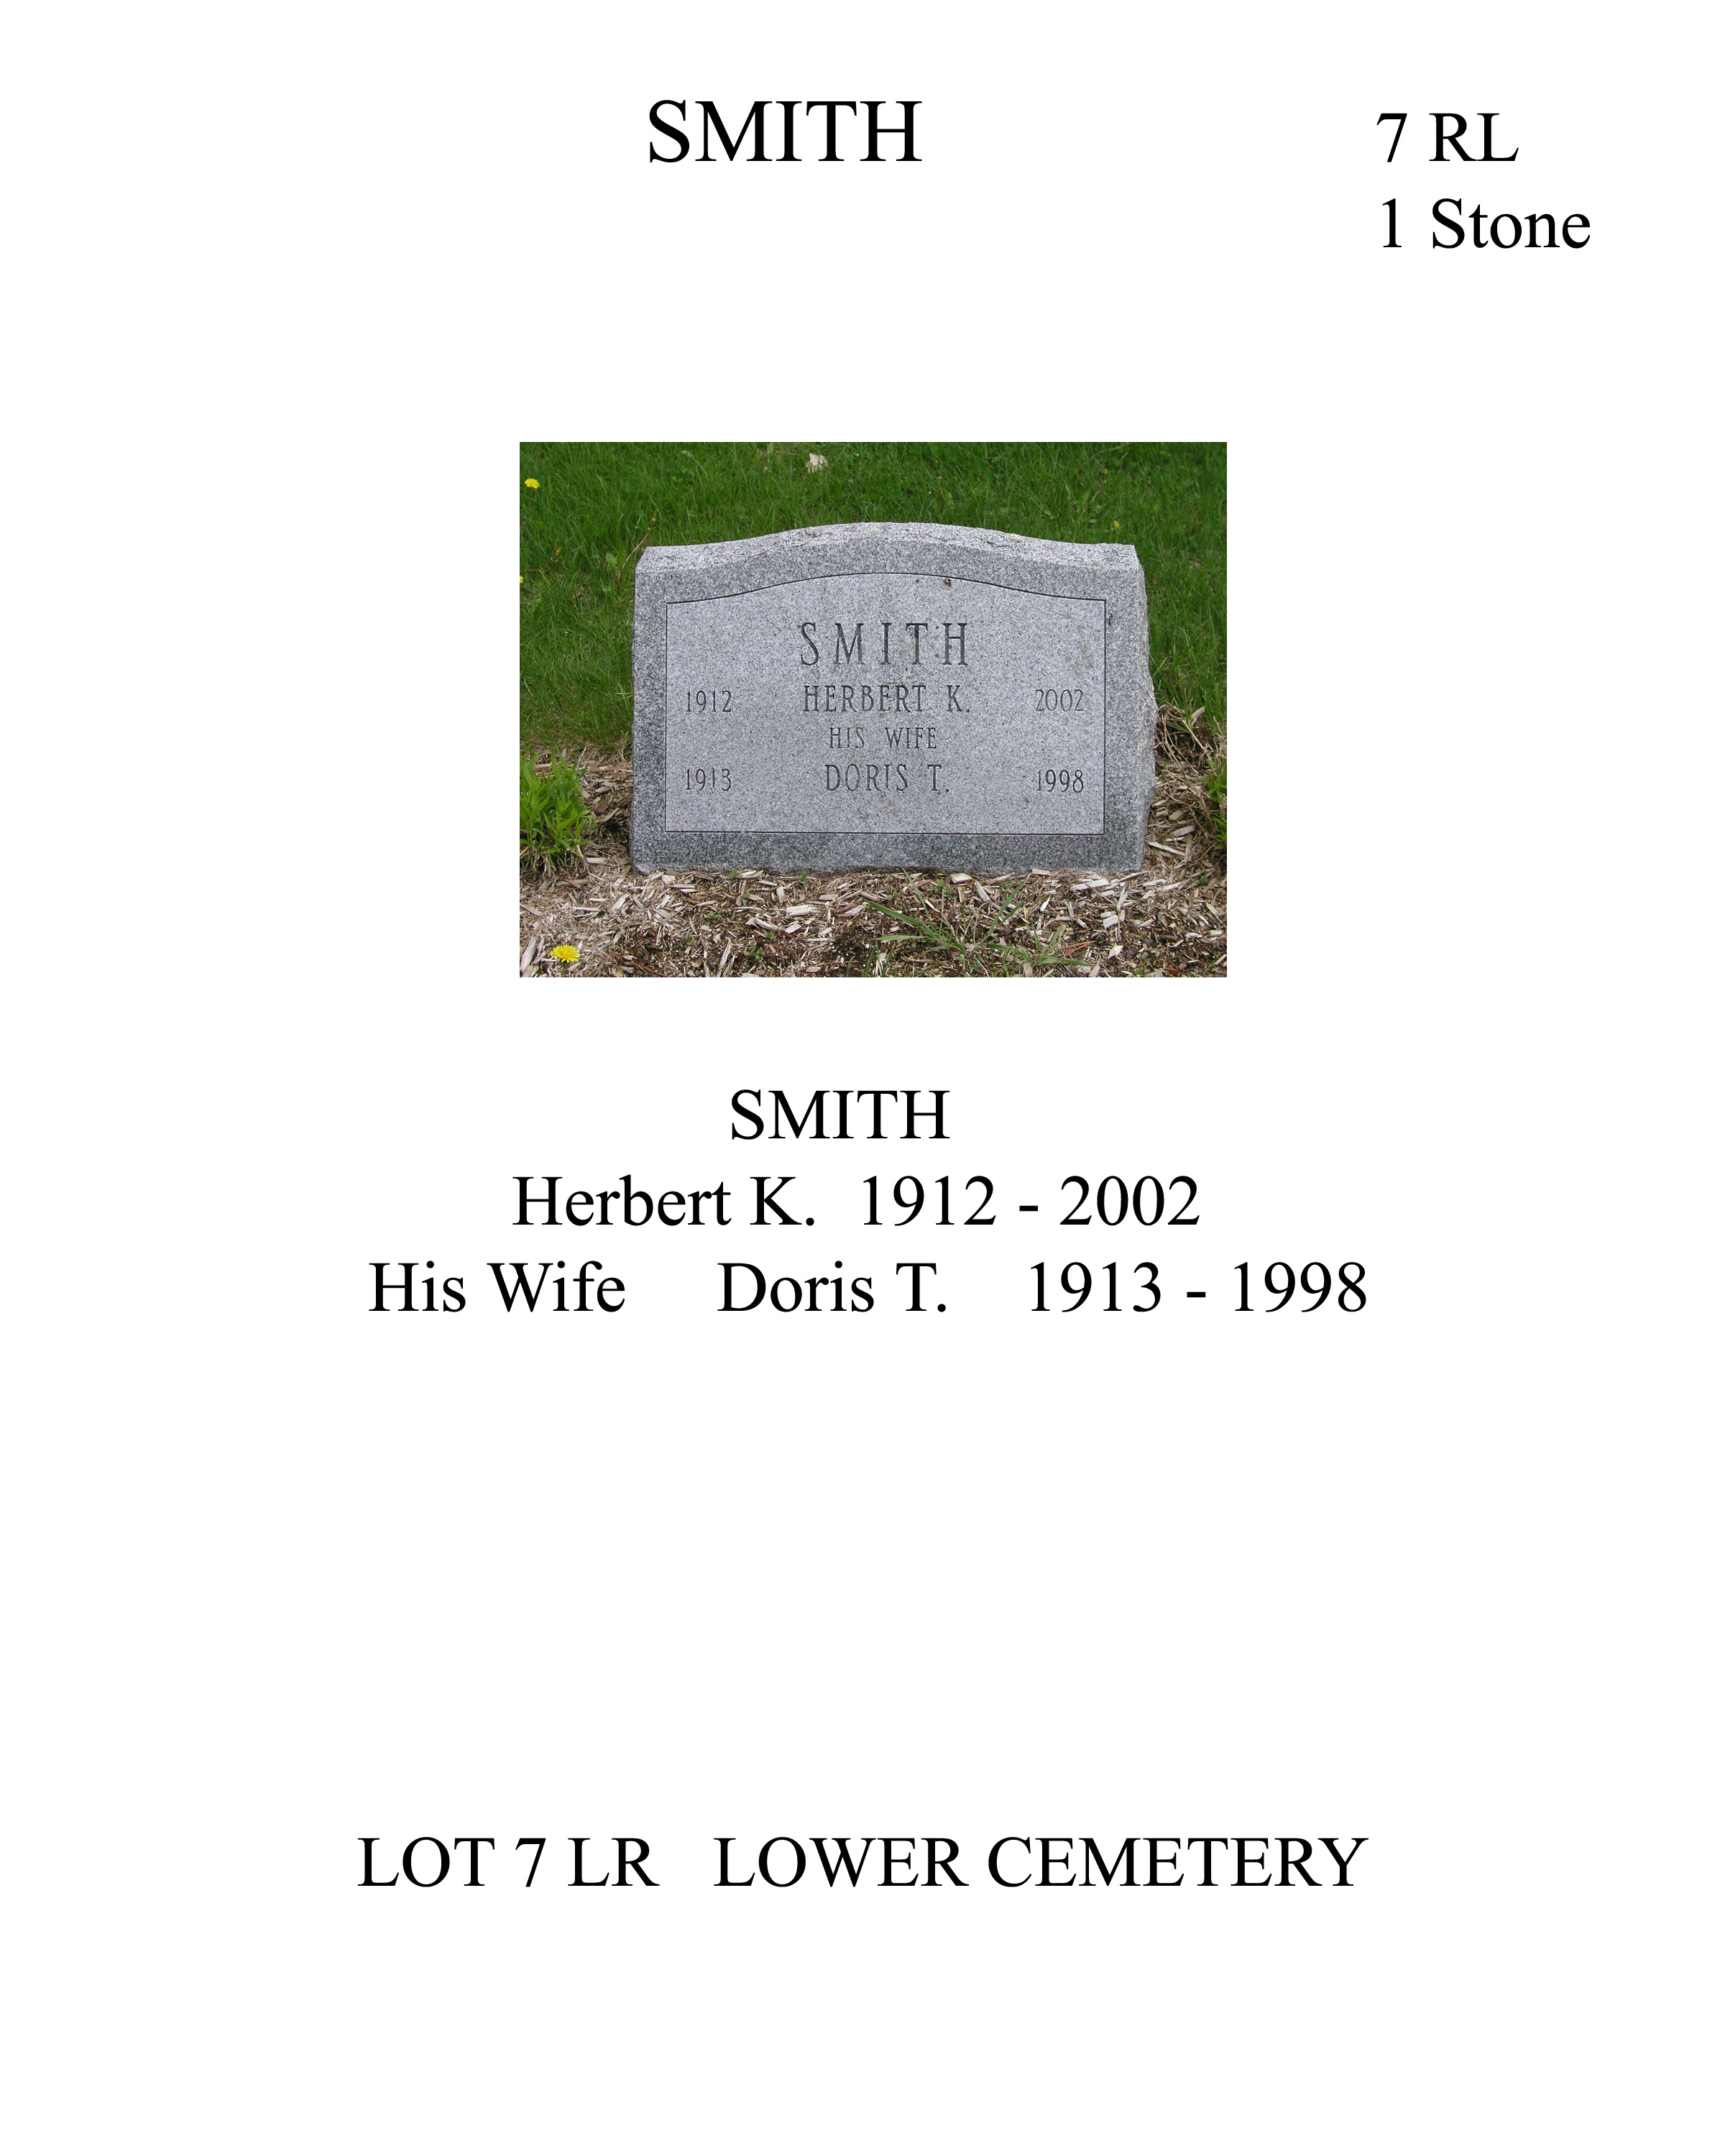 SMITH
7 RL
1 Stone
SMITH
1912 HERBERT K. 2002
HIS WIFE
1913 DORIS T. 1998
SMITH
Herbert K. 1912 - 2002
His Wife Doris T. 1913 - 1998
LOT 7 LR LOWER CEMETERY